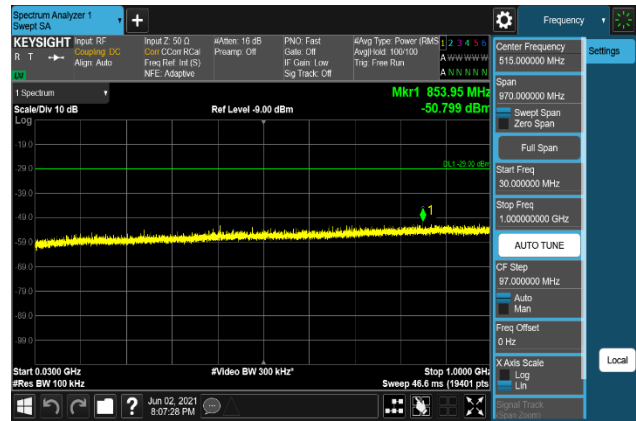 Spectrum Analyzer 1
Swept SA
+
Frequency
KEYSIGHT
R T
LV
Input: RF
Coupling: DC
Align: Auto
Input Z: 50 Ω
Corr CCorr RCal
Freq Ref: Int (S)
NFE: Adaptive
#Atten: 16 dB
Preamp: Off
PNO: Fast
Gate: Off
IF Gain: Low
Sig Track: Off
#Avg Type: Power (RMS
Avg|Hold: 100/100
Trig: Free Run
1 2 3 4 5 6
A W W W W W
A N N N N N
1 Spectrum
Scale/Div 10 dB
Log
Ref Level -9.00 dBm
Mkr1 853.95 MHz
-50.799 dBm
-19.0
-29.0
-39.0
-49.0
-59.0
-69.0
-79.0
-89.0
-99.0
DL1 -29.00 dBm
1
Start 0.0300 GHz
#Res BW 100 kHz
#Video BW 300 kHz*
Stop 1.0000 GHz
Sweep 46.6 ms (19401 pts
Jun 02, 2021
8:07:28 PM
?
Center Frequency
515.000000 MHz
Settings
Span
970.000000 MHz
Swept Span
Zero Span
Full Span
Start Freq
30.000000 MHz
Stop Freq
1.000000000 GHz
AUTO TUNE
CF Step
97.000000 MHz
Auto
Man
Freq Offset
0 Hz
X Axis Scale
Log
Lin
Local
Signal Track
(Span Zoom)